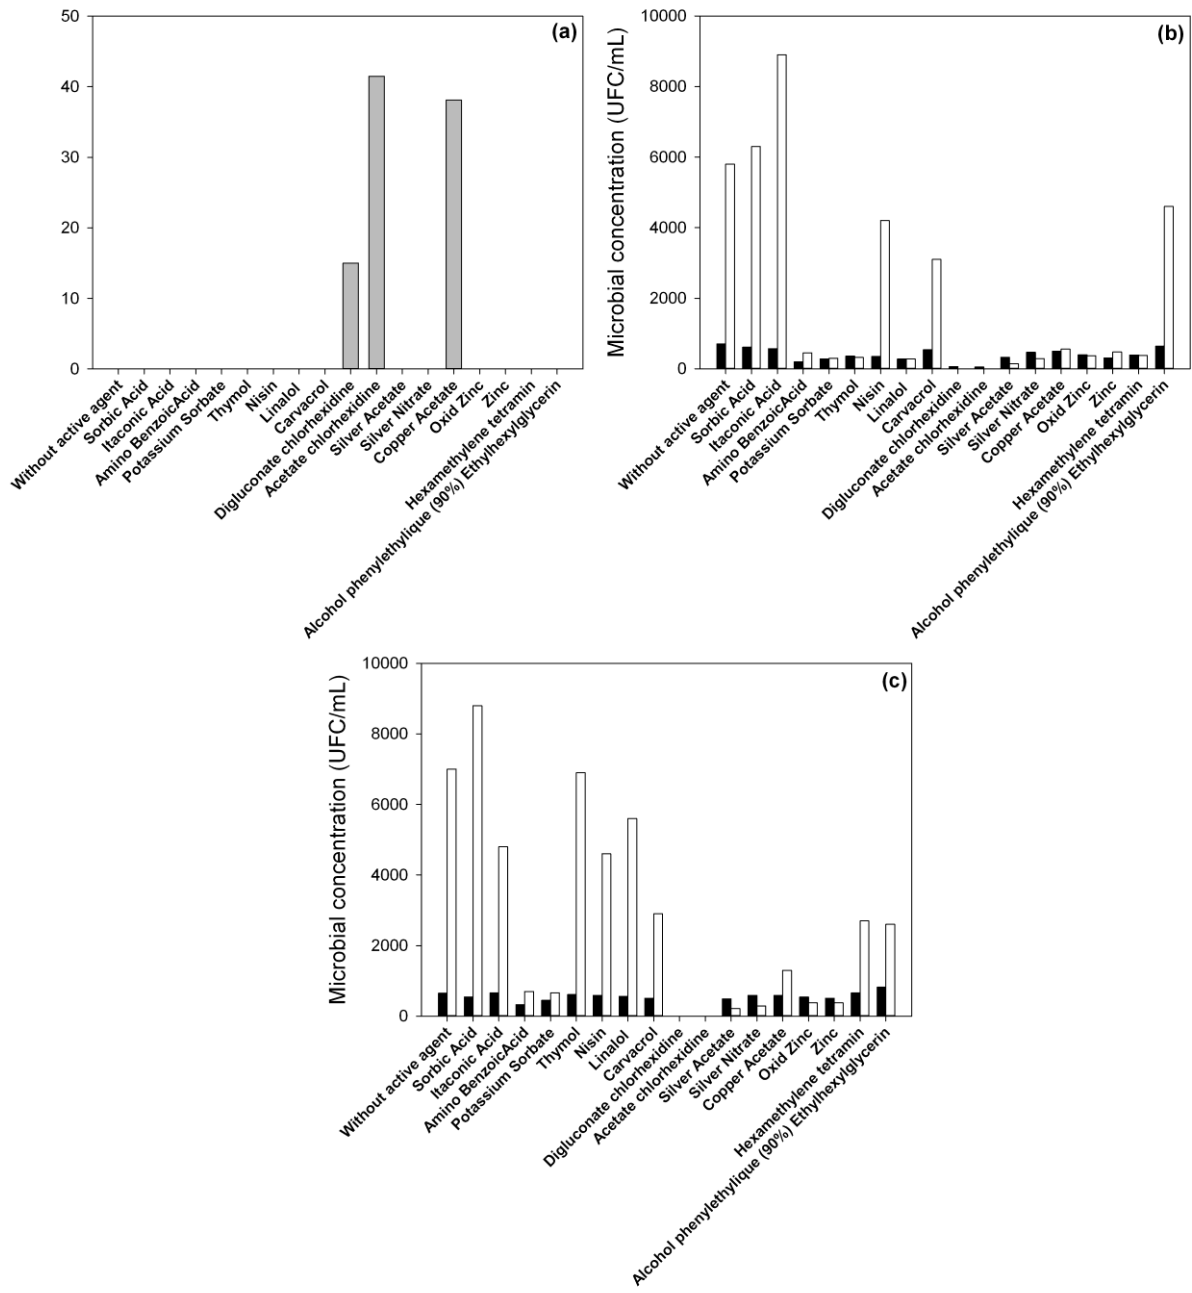 50
40
30
20
10
0
(a)
Without active agent
Sorbic Acid
Itaconic Acid
Amino BenzoicAcid
Potassium Sorbate
Thymol
Nisin
Linalol
Carvacrol
Digluconate chlorhexidine
Acetate chlorhexidine
Silver Acetate
Silver Nitrate
Copper Acetate
Oxid Zinc
Zinc
Hexamethylene tetramin
Alcohol phenylethylique (90%) Ethylhexylglycerin
Microbial concentration (UFC/mL)
10000
8000
6000
4000
2000
0
(b)
Without active agent
Sorbic Acid
Itaconic Acid
Amino BenzoicAcid
Potassium Sorbate
Thymol
Nisin
Linalol
Carvacrol
Digluconate chlorhexidine
Acetate chlorhexidine
Silver Acetate
Silver Nitrate
Copper Acetate
Oxid Zinc
Zinc
Hexamethylene tetramin
Alcohol phenylethylique (90%) Ethylhexylglycerin
Microbial concentration (UFC/mL)
10000
8000
6000
4000
2000
0
(c)
Without active agent
Sorbic Acid
Itaconic Acid
Amino BenzoicAcid
Potassium Sorbate
Thymol
Nisin
Linalol
Carvacrol
Digluconate chlorhexidine
Acetate chlorhexidine
Silver Acetate
Silver Nitrate
Copper Acetate
Oxid Zinc
Zinc
Hexamethylene tetramin
Alcohol phenylethylique (90%) Ethylhexylglycerin